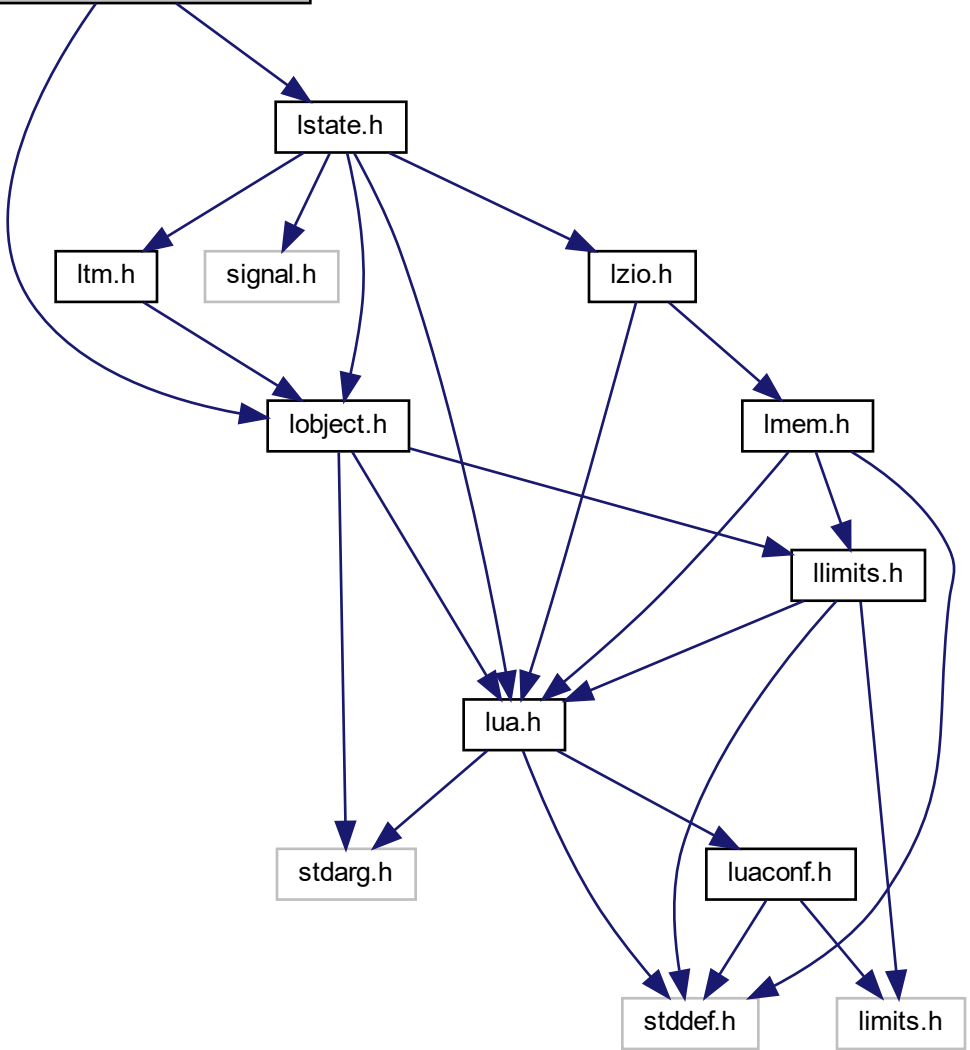 lstate.h
ltm.h
signal.h
lzio.h
lobject.h
lmem.h
llimits.h
lua.h
stdarg.h
luaconf.h
stddef.h
limits.h